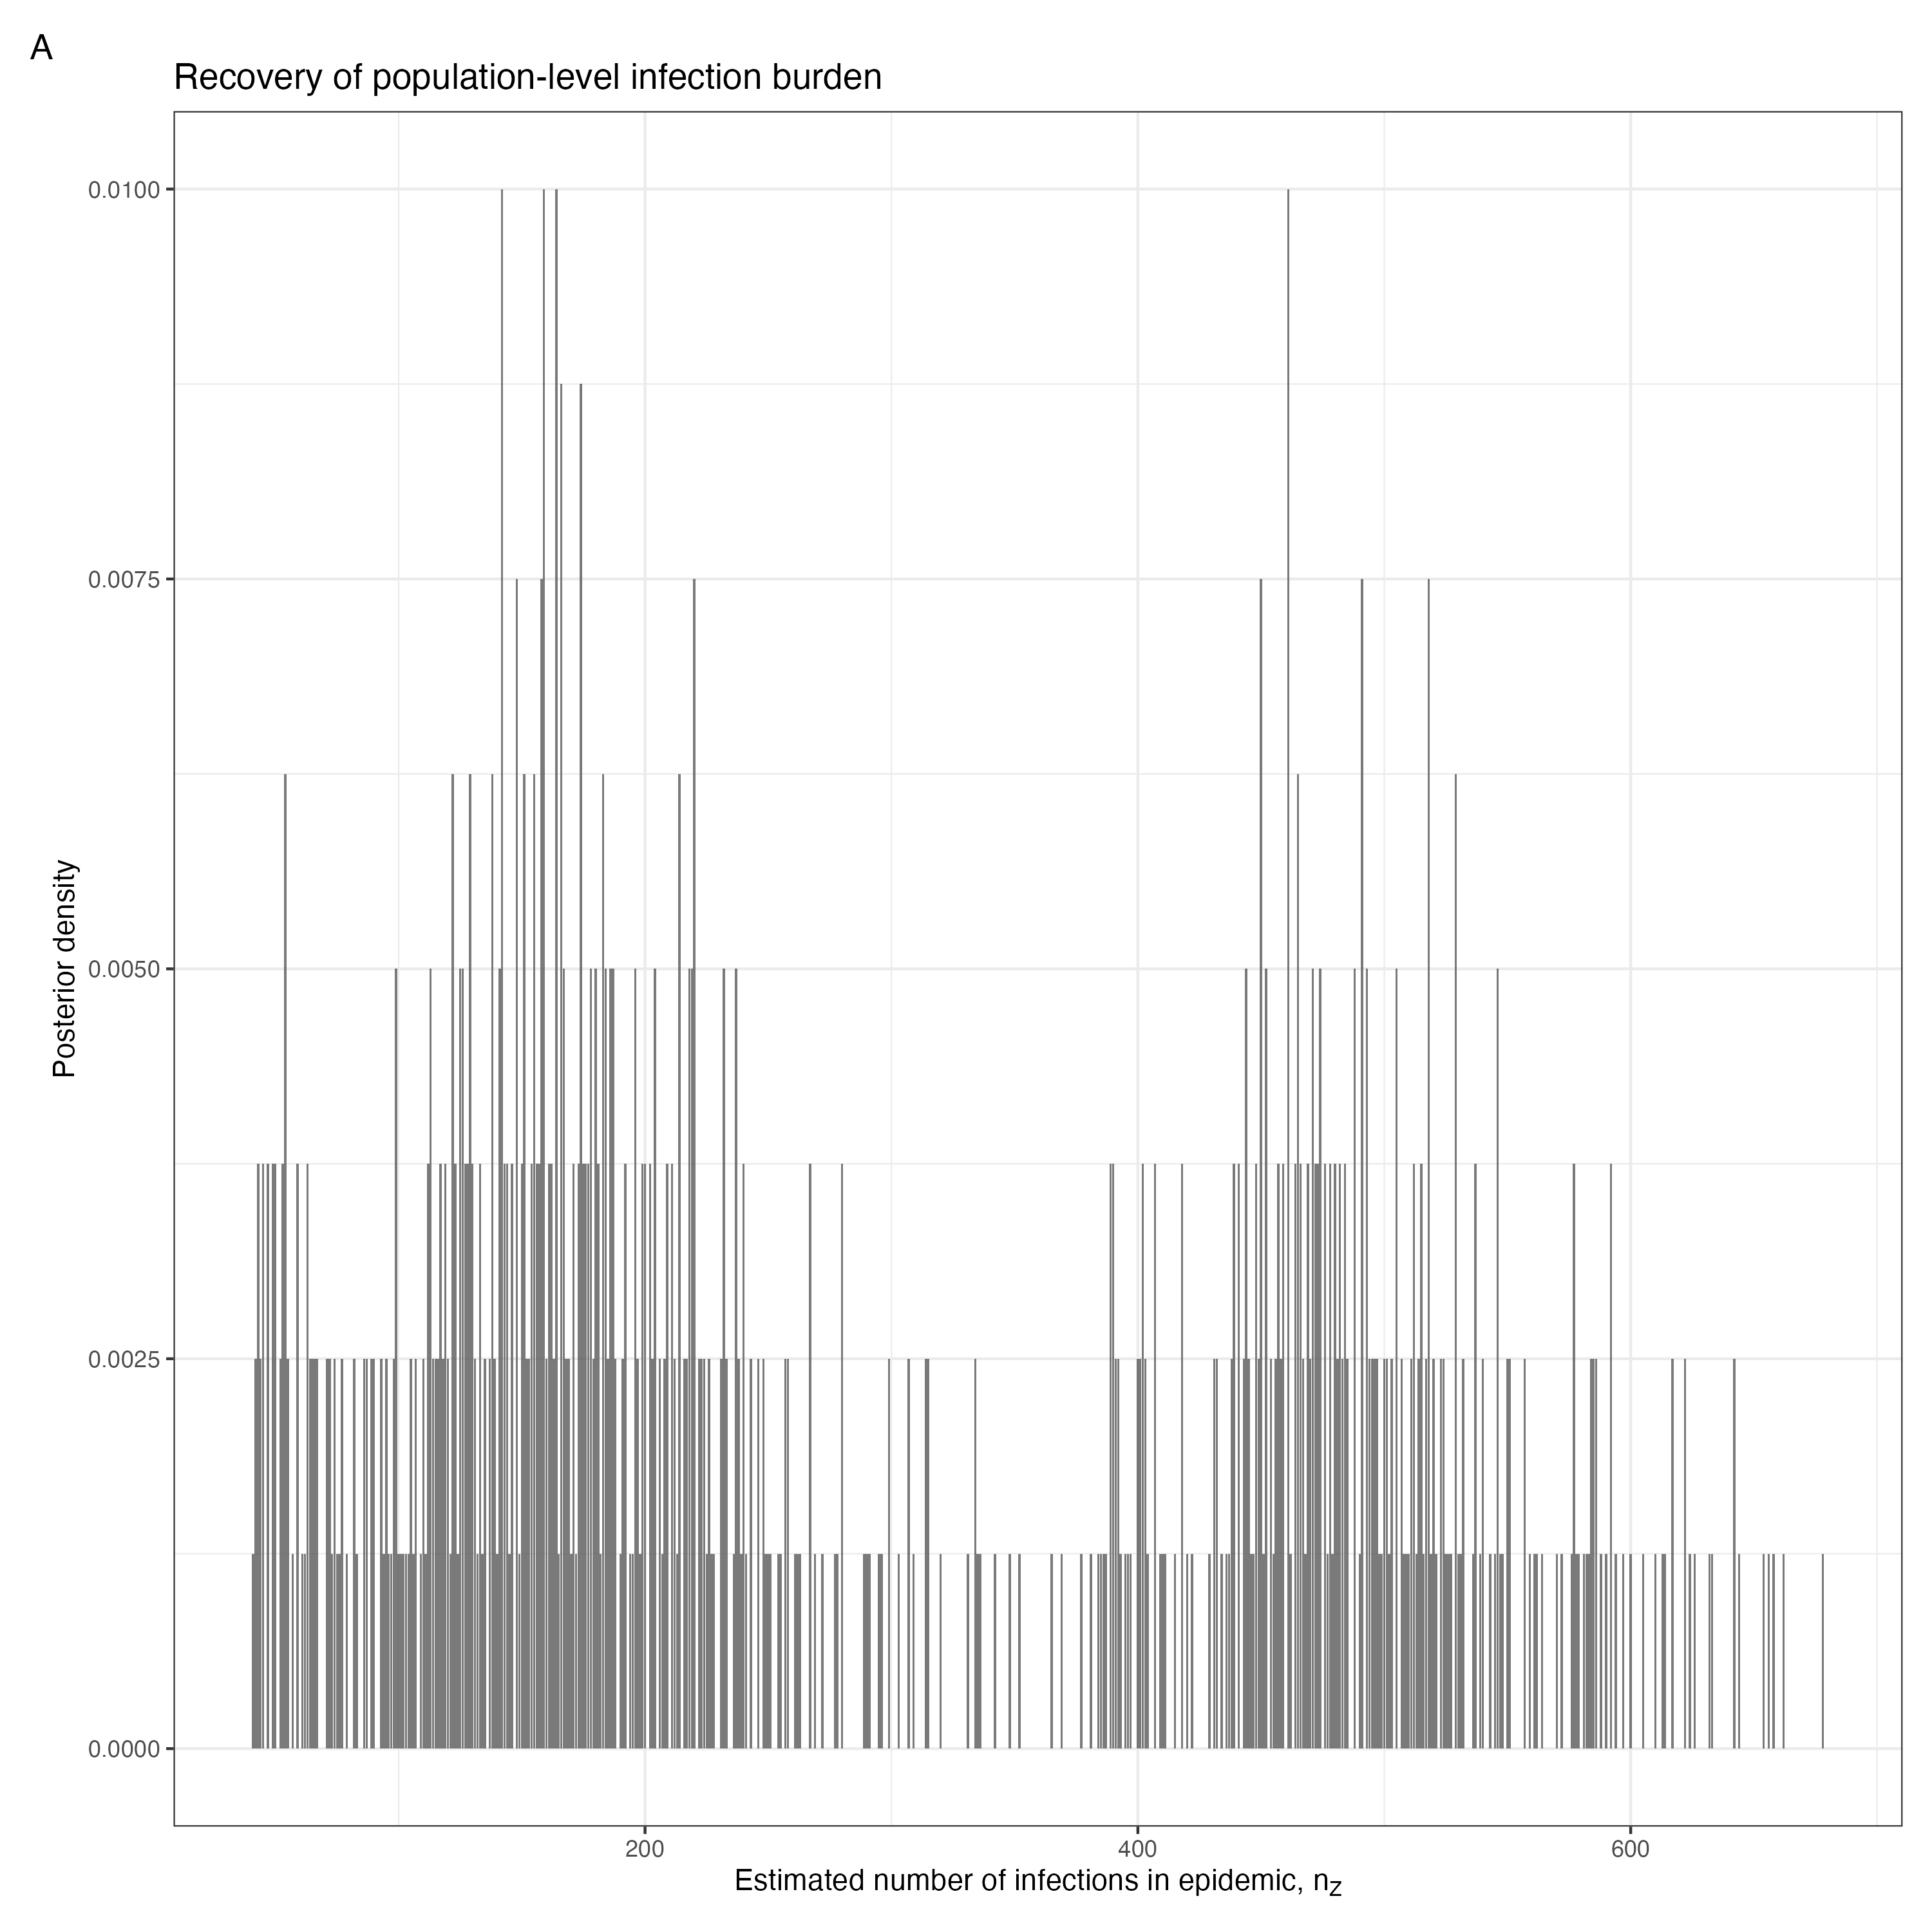 A
Recovery of population-level infection burden
0.0100
0.0075
0.0050
0.0025
0.0000
Posterior density
200
400
600
Estimated number of infections in epidemic, nz